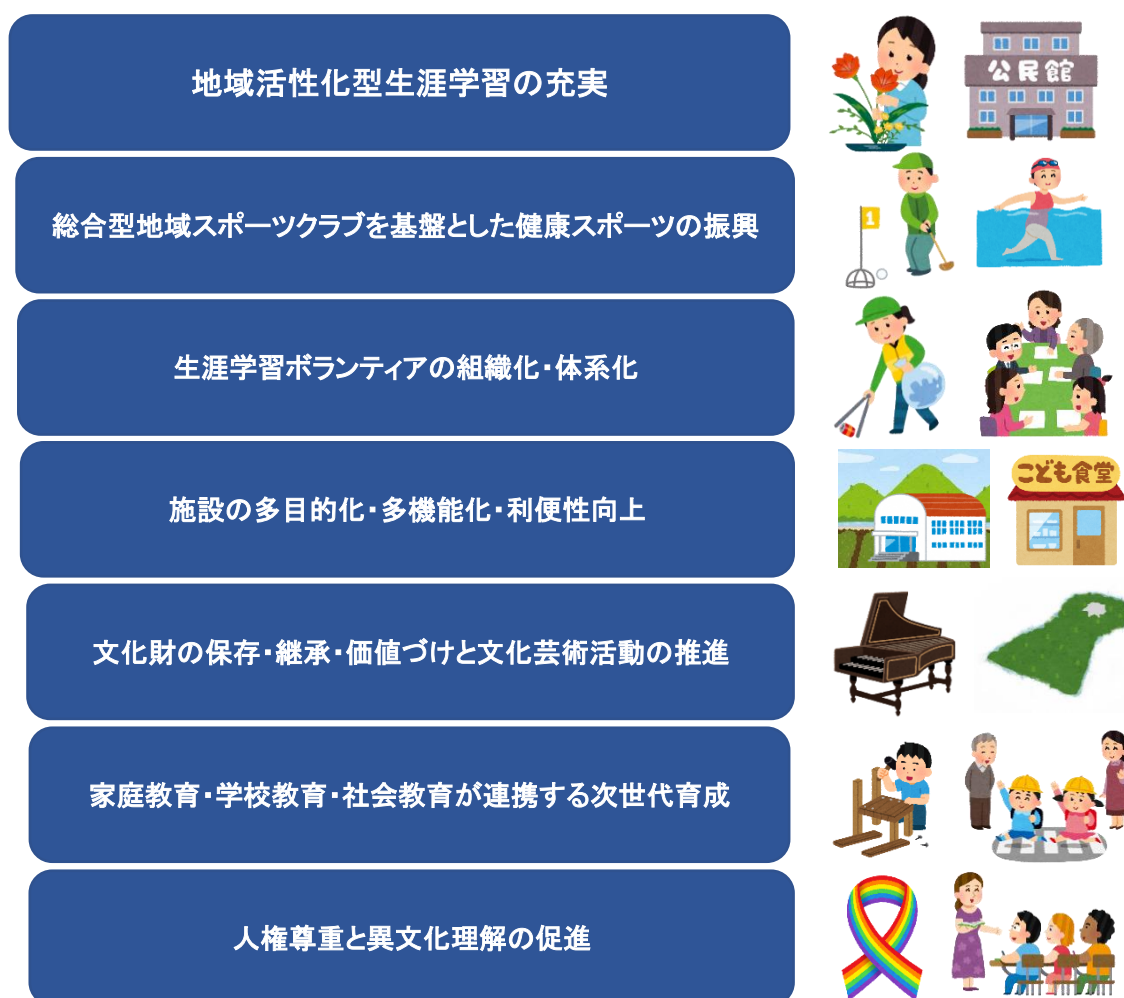 地域活性化型生涯学習の充実
公民館
総合型地域スポーツクラブを基盤とした健康スポーツの振興
1
生涯学習ボランティアの組織化・体系化
施設の多目的化・多機能化・利便性向上
こども食堂
文化財の保存・継承・価値づけと文化芸術活動の推進
家庭教育・学校教育・社会教育が連携する次世代育成
人権尊重と異文化理解の促進